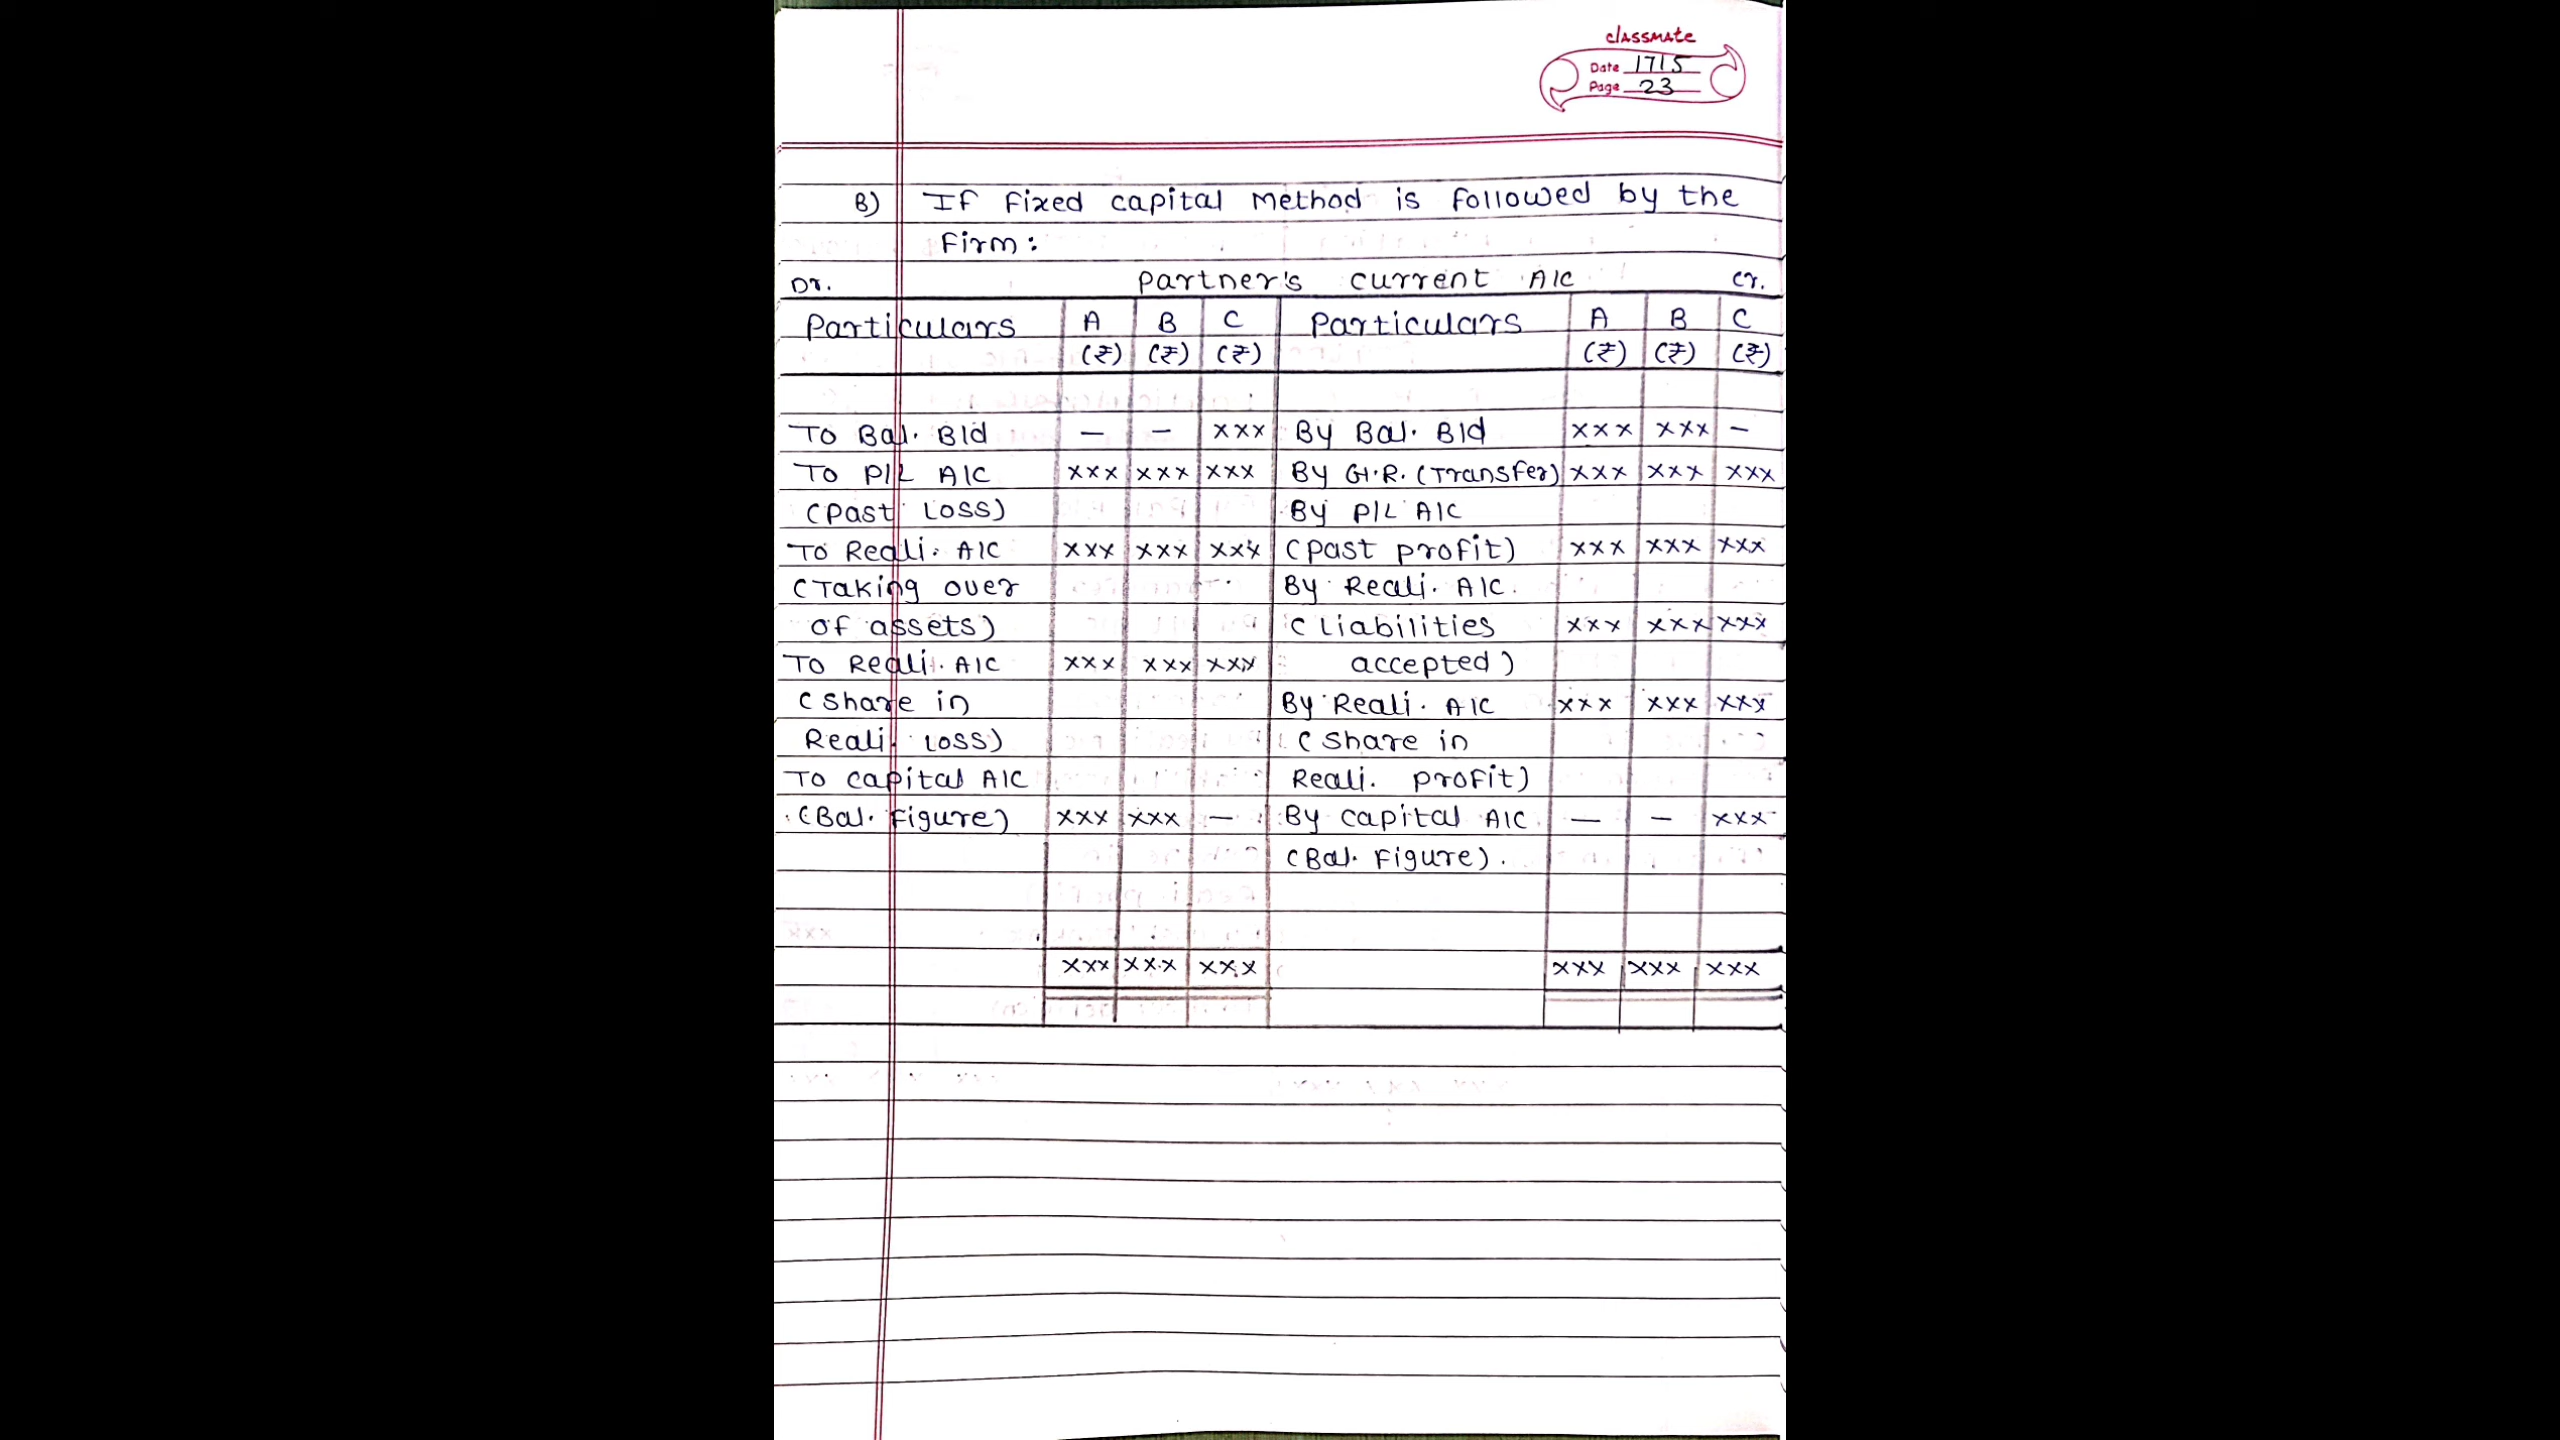 classmate
Date 17/5
Page 23
B) If Fixed capital Method is followed by the
Firm:
Dr. Partner's current A/C Cr.
Particulars A B C Particulars A B C
(₹) (₹) (₹) (₹) (₹) (₹)
To Bal. B/d — — xxx By Bal. B/d xxx xxx —
To P/L A/C xxx xxx xxx By G.R. (Transfer) xxx xxx xxx
(Past Loss) By P/L A/C
To Reali. A/C xxx xxx xxx (Past profit) xxx xxx xxx
(Taking over By Reali. A/C.
of assets) (Liabilities xxx xxx xxx
To Reali. A/C xxx xxx xxx accepted)
(Share in By Reali. A/C xxx xxx xxx
Reali. Loss) (Share in
To capital A/C Reali. profit)
(Bal. Figure) xxx xxx — By capital A/C — — xxx
(Bal. Figure).
xxx xxx xxx xxx xxx xxx